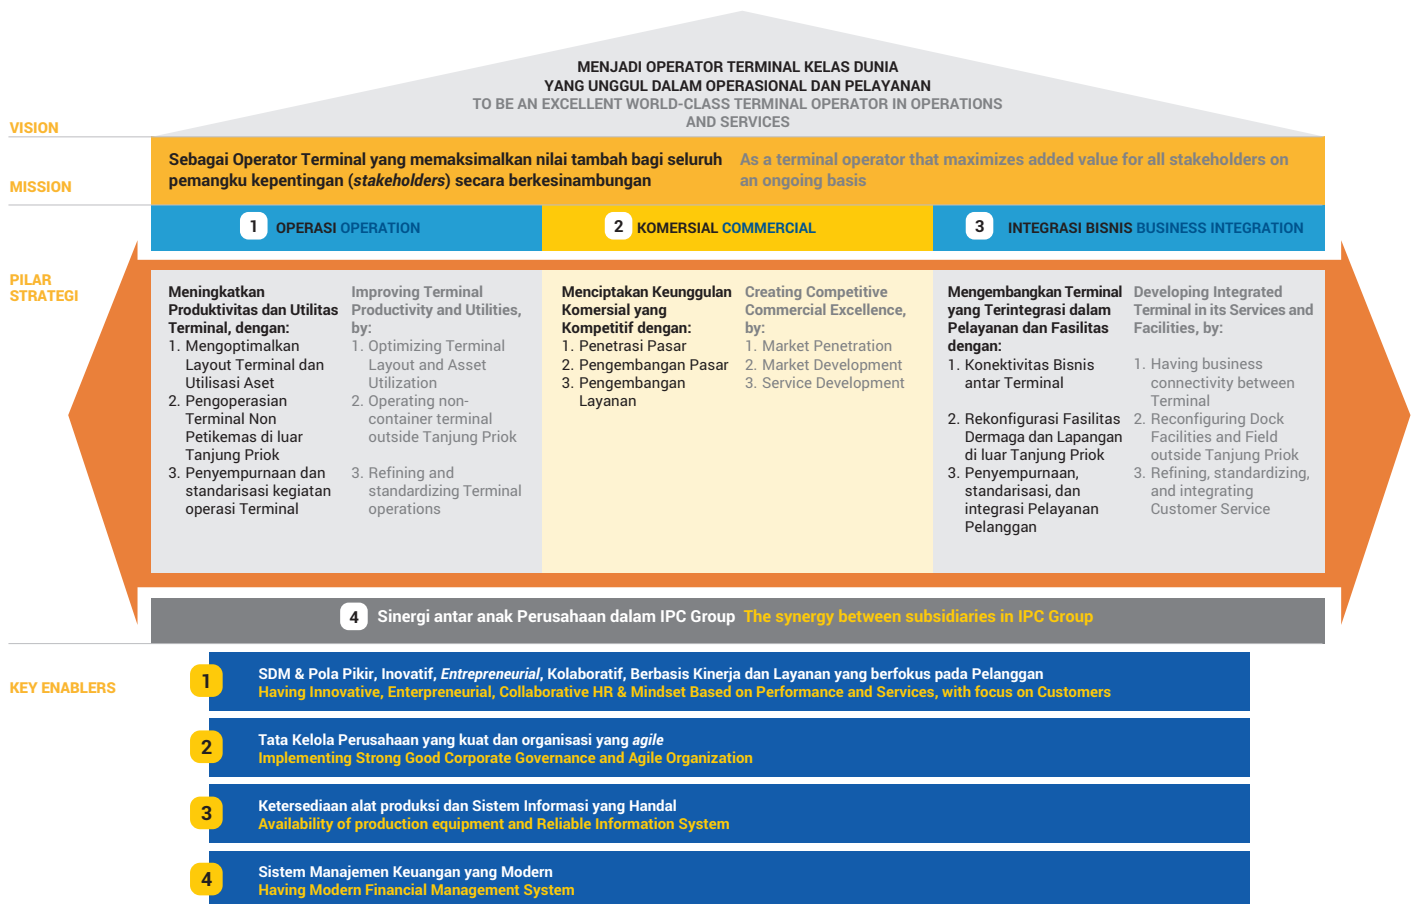 MENJADI OPERATOR TERMINAL KELAS DUNIA
YANG UNGGUL DALAM OPERASIONAL DAN PELAYANAN
TO BE AN EXCELLENT WORLD-CLASS TERMINAL OPERATOR IN OPERATIONS
AND SERVICES
VISION
MISSION
Sebagai Operator Terminal yang memaksimalkan nilai tambah bagi seluruh
pemangku kepentingan (stakeholders) secara berkesinambungan
As a terminal operator that maximizes added value for all stakeholders on
an ongoing basis
1 OPERASI OPERATION
2 KOMERSIAL COMMERCIAL
3 INTEGRASI BISNIS BUSINESS INTEGRATION
PILAR
STRATEGI
Meningkatkan
Produktivitas dan Utilitas
Terminal, dengan:
1. Mengoptimalkan
Layout Terminal dan
Utilisasi Aset
2. Pengoperasian
Terminal Non
Petikemas di luar
Tanjung Priok
3. Penyempurnaan dan
standarisasi kegiatan
operasi Terminal
Improving Terminal
Productivity and Utilities,
by:
1. Optimizing Terminal
Layout and Asset
Utilization
2. Operating non-
container terminal
outside Tanjung Priok
3. Refining and
standardizing Terminal
operations
Menciptakan Keunggulan
Komersial yang
Kompetitif dengan:
1. Penetrasi Pasar
2. Pengembangan Pasar
3. Pengembangan
Layanan
Creating Competitive
Commercial Excellence,
by:
1. Market Penetration
2. Market Development
3. Service Development
Mengembangkan Terminal
yang Terintegrasi dalam
Pelayanan dan Fasilitas
dengan:
1. Konektivitas Bisnis
antar Terminal
2. Rekonfigurasi Fasilitas
Dermaga dan Lapangan
di luar Tanjung Priok
3. Penyempurnaan,
standarisasi, dan
integrasi Pelayanan
Pelanggan
Developing Integrated
Terminal in its Services and
Facilities, by:
1. Having business
connectivity between
Terminal
2. Reconfiguring Dock
Facilities and Field
outside Tanjung Priok
3. Refining, standardizing,
and integrating
Customer Service
4 Sinergi antar anak Perusahaan dalam IPC Group The synergy between subsidiaries in IPC Group
KEY ENABLERS
1
SDM & Pola Pikir, Inovatif, Entrepreneurial, Kolaboratif, Berbasis Kinerja dan Layanan yang berfokus pada Pelanggan
Having Innovative, Enterpreneurial, Collaborative HR & Mindset Based on Performance and Services, with focus on Customers
2
Tata Kelola Perusahaan yang kuat dan organisasi yang agile
Implementing Strong Good Corporate Governance and Agile Organization
3
Ketersediaan alat produksi dan Sistem Informasi yang Handal
Availability of production equipment and Reliable Information System
4
Sistem Manajemen Keuangan yang Modern
Having Modern Financial Management System